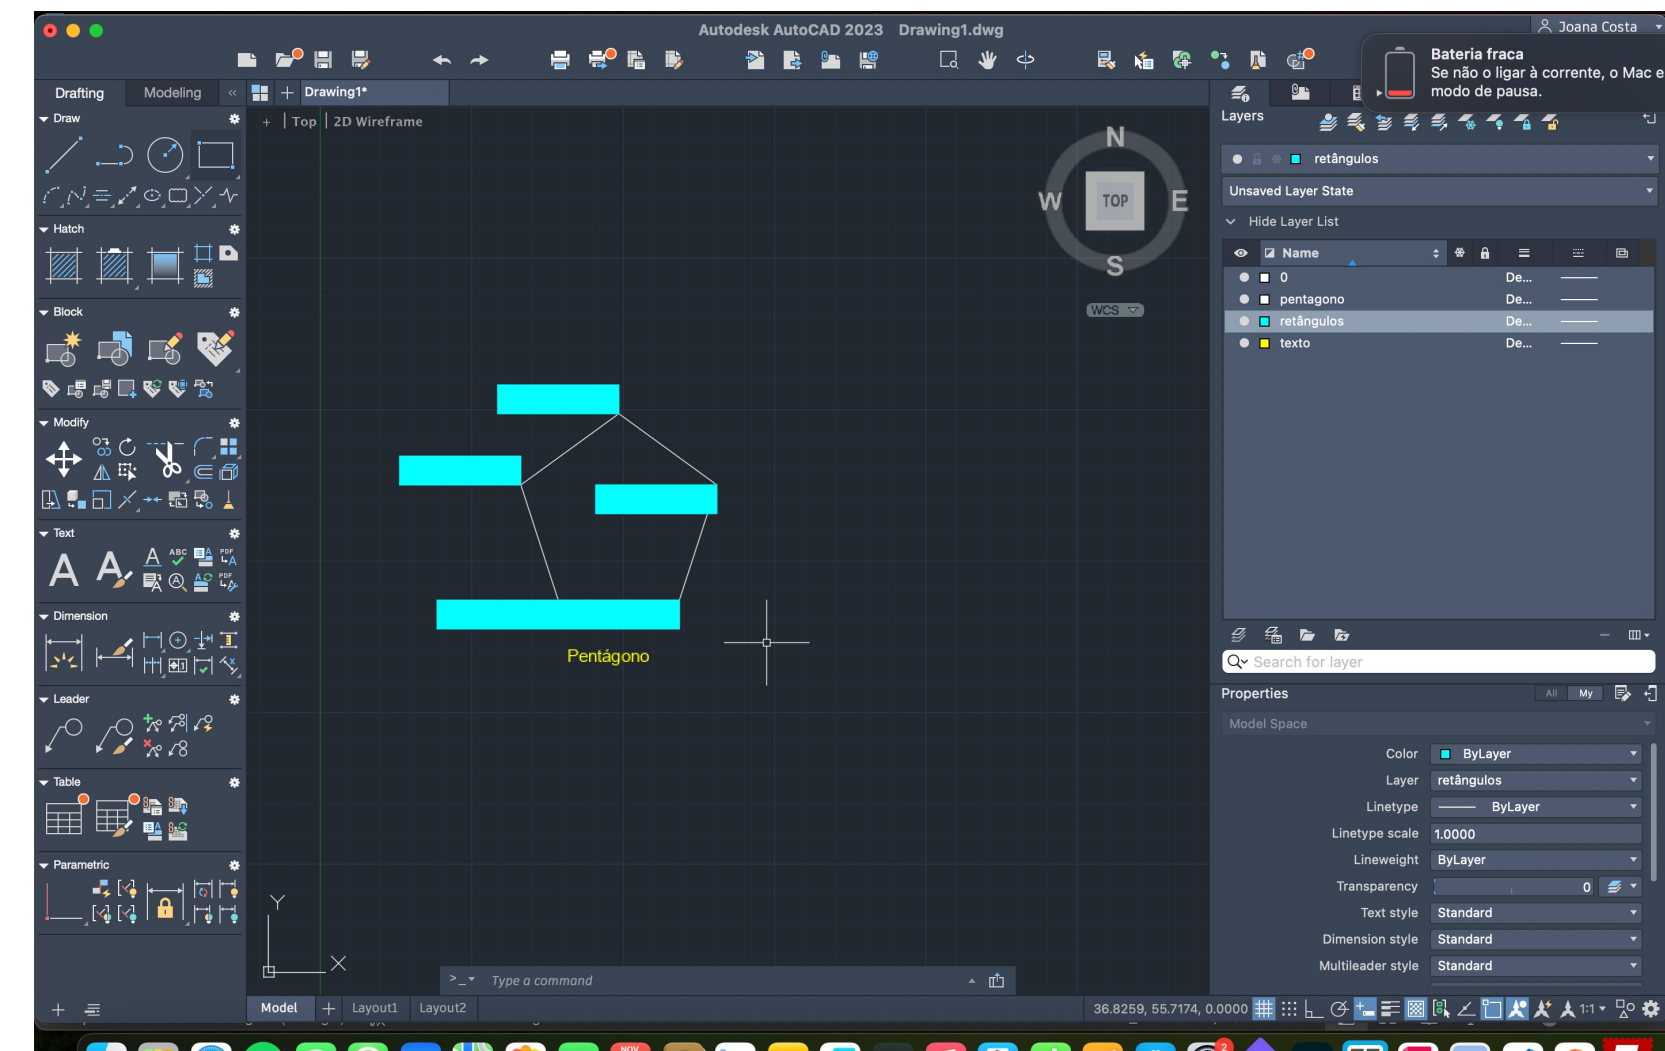 Autodesk AutoCAD 2023 Drawing1.dwg
Joana Costa
Bateria fraca
Se não o ligar à corrente, o Mac e
modo de pausa.
Drafting Modeling
Drawing1*
Draw
+ | Top | 2D Wireframe
N
W TOP E
S
WCS
Layers
retângulos
Unsaved Layer State
Hide Layer List
Name
0 De...
pentagono De...
retângulos De...
texto De...
Hatch
Block
Modify
Text
A A A ABC A PDF
A A PDF
Dimension
Leader
Table
Parametric
Pentágono
Search for layer
Properties
All My
Model Space
Color ByLayer
Layer retângulos
Linetype ByLayer
Linetype scale 1.0000
Lineweight ByLayer
Transparency 0
Text style Standard
Dimension style Standard
Multileader style Standard
Y
X
>_ Type a command
Model + Layout1 Layout2
36.8259, 55.7174, 0.0000
1:1
NOV
2